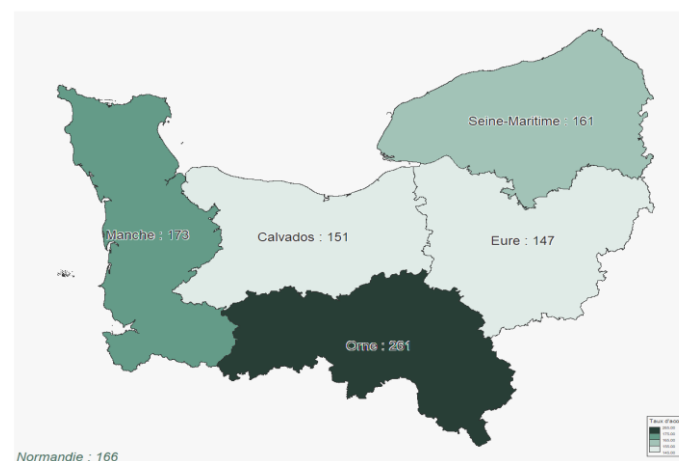 Seine-Maritime : 161
Manche : 173
Calvados : 151
Eure : 147
Orne : 261
Normandie : 166